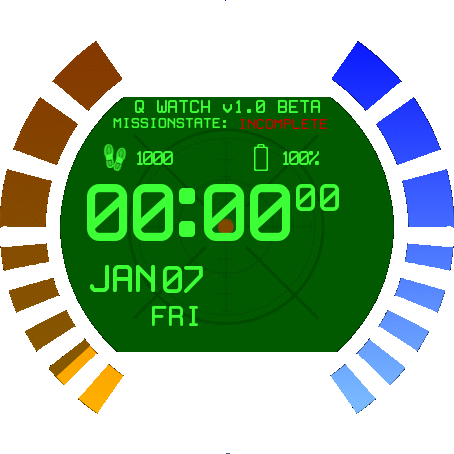 Q WATCH v1.0 BETA
MISSIONSTATE: INCOMPLETE
1000 100%
00:00 00
JAN 07
FRI